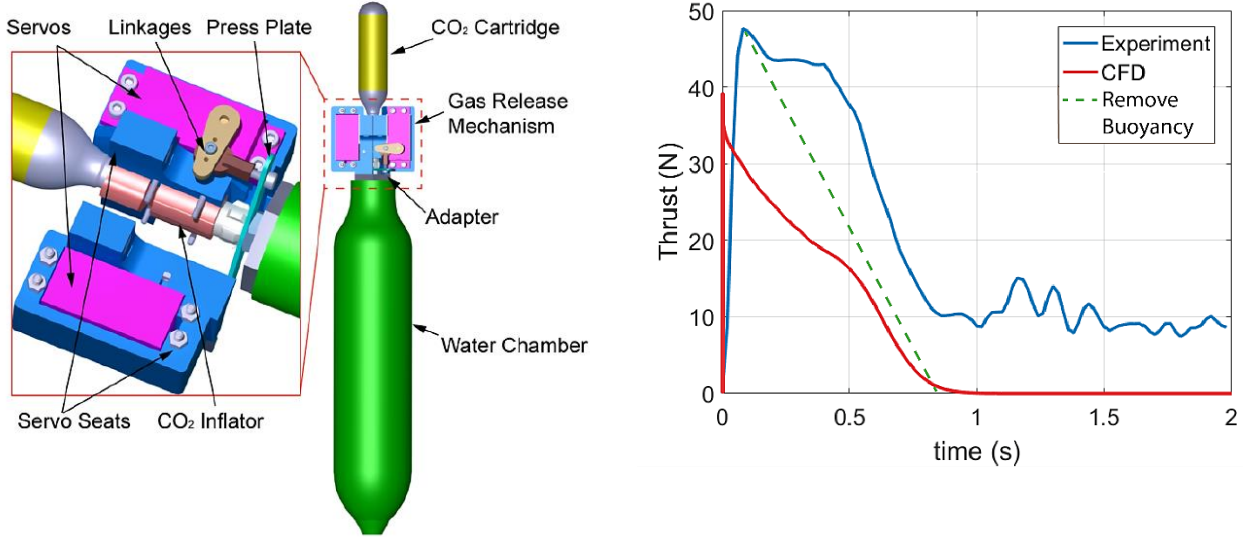 Servos
Linkages
Press Plate
CO₂ Cartridge
Gas Release
Mechanism
Adapter
Water Chamber
Servo Seats
CO₂ Inflator
Thrust (N)
50
40
30
20
10
0
0
0.5
1
1.5
2
time (s)
Experiment
CFD
Remove
Buoyancy